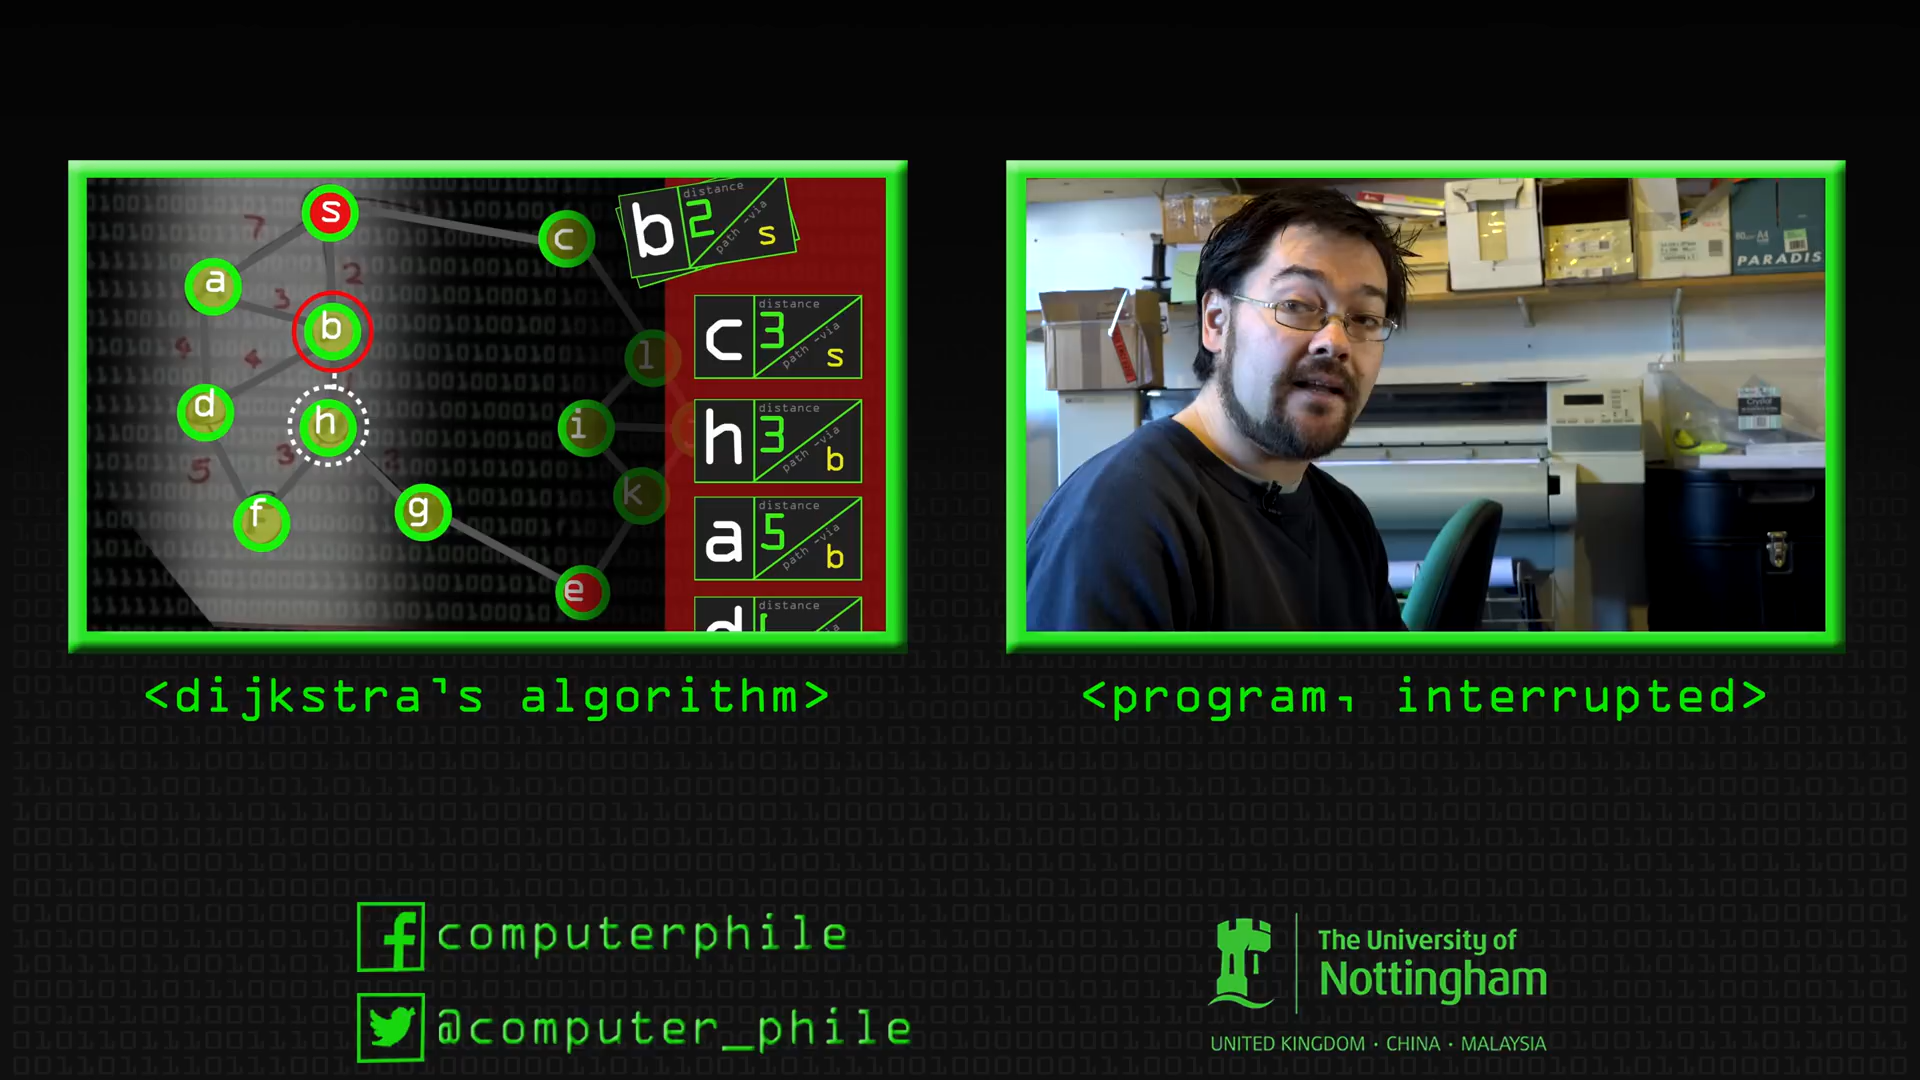 s
7
c
b
distance
2
path -via
s
a
3
2
b
c
distance
3
path -via
s
4
4
l
d
h
i
h
distance
3
path -via
b
5
3
k
f
g
a
distance
5
path -via
b
e
d
distance
PARADIS
<dijkstra's algorithm>
<program, interrupted>
computerphile
@computer_phile
The University of
Nottingham
UNITED KINGDOM · CHINA · MALAYSIA